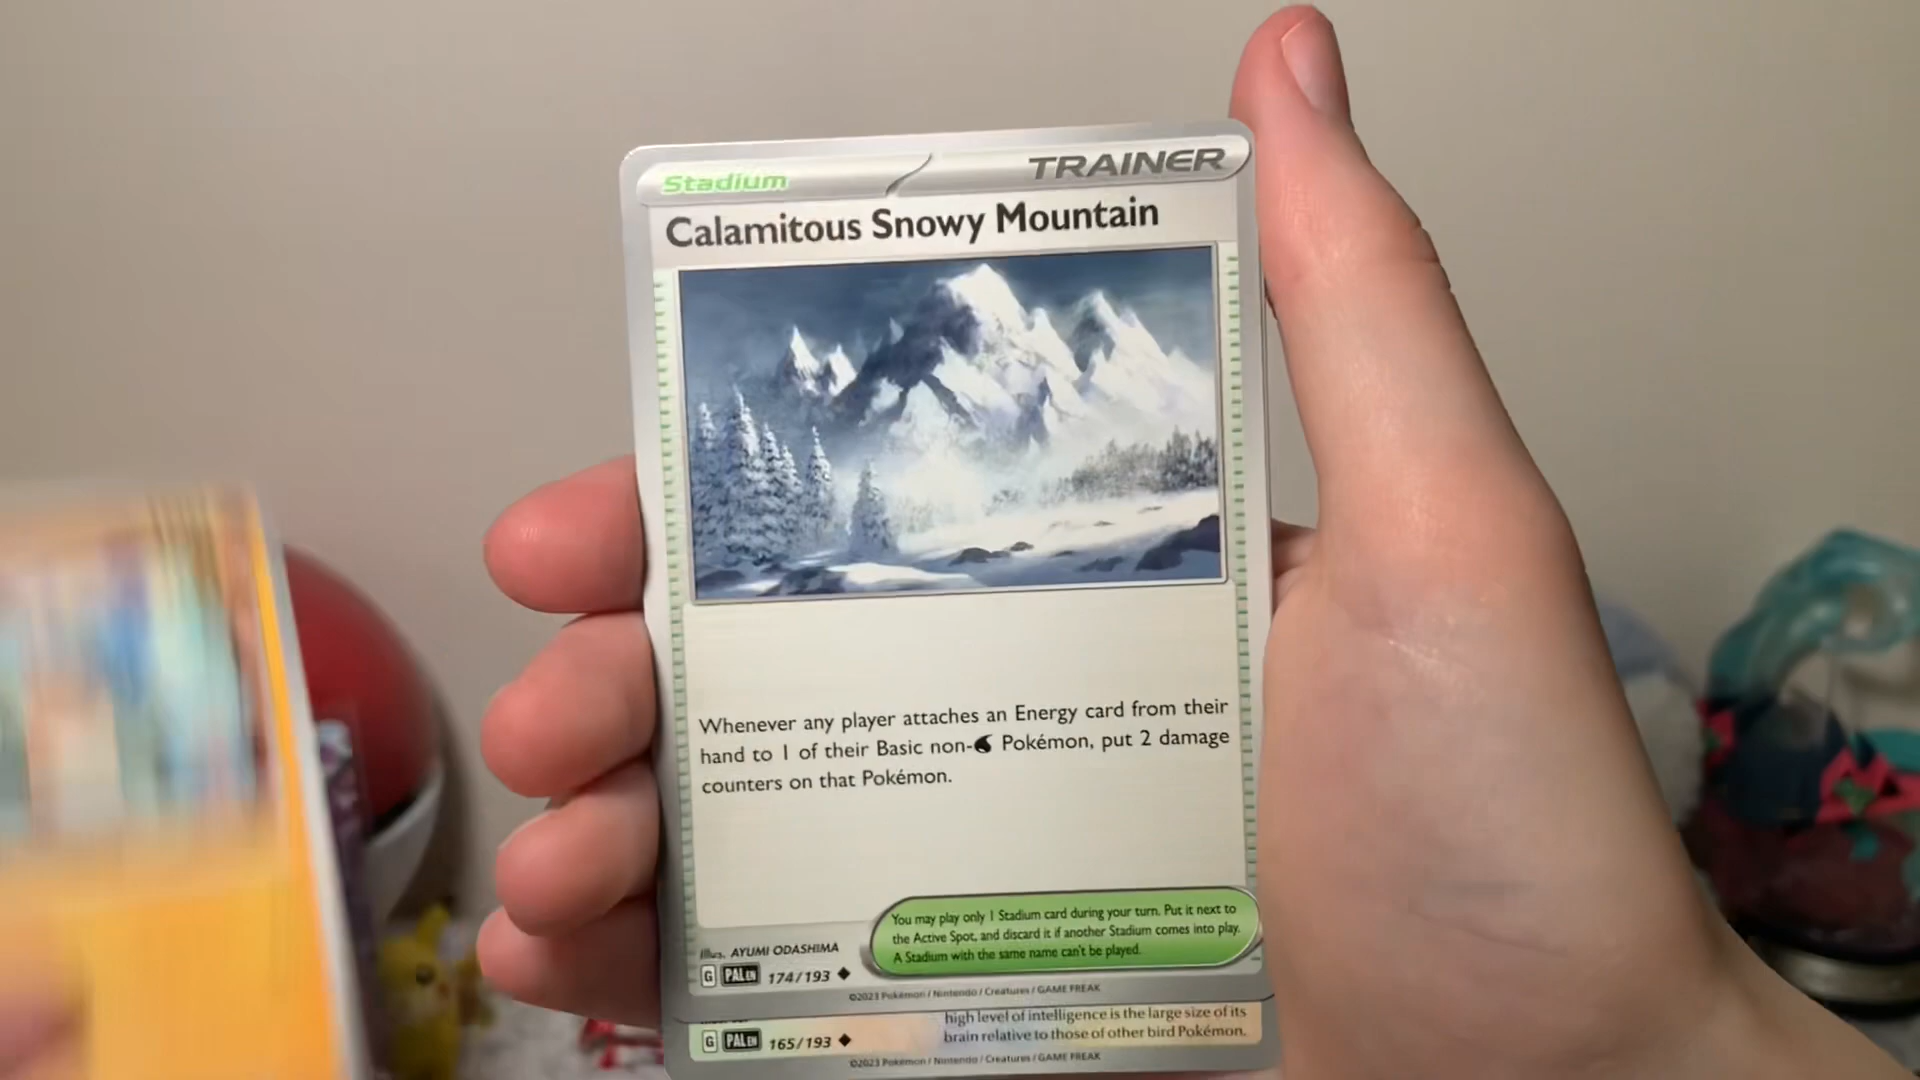 Stadium
TRAINER
Calamitous Snowy Mountain
Whenever any player attaches an Energy card from their
hand to 1 of their Basic non- Pokémon, put 2 damage
counters on that Pokémon.
You may play only 1 Stadium card during your turn. Put it next to
the Active Spot, and discard it if another Stadium comes into play.
A Stadium with the same name can't be played.
Illus. AYUMI ODASHIMA
G PAL EN 174/193
©2023 Pokémon / Nintendo / Creatures / GAME FREAK
high level of intelligence is the large size of its
brain relative to those of other bird Pokémon.
G PAL EN 165/193
©2023 Pokémon / Nintendo / Creatures / GAME FREAK